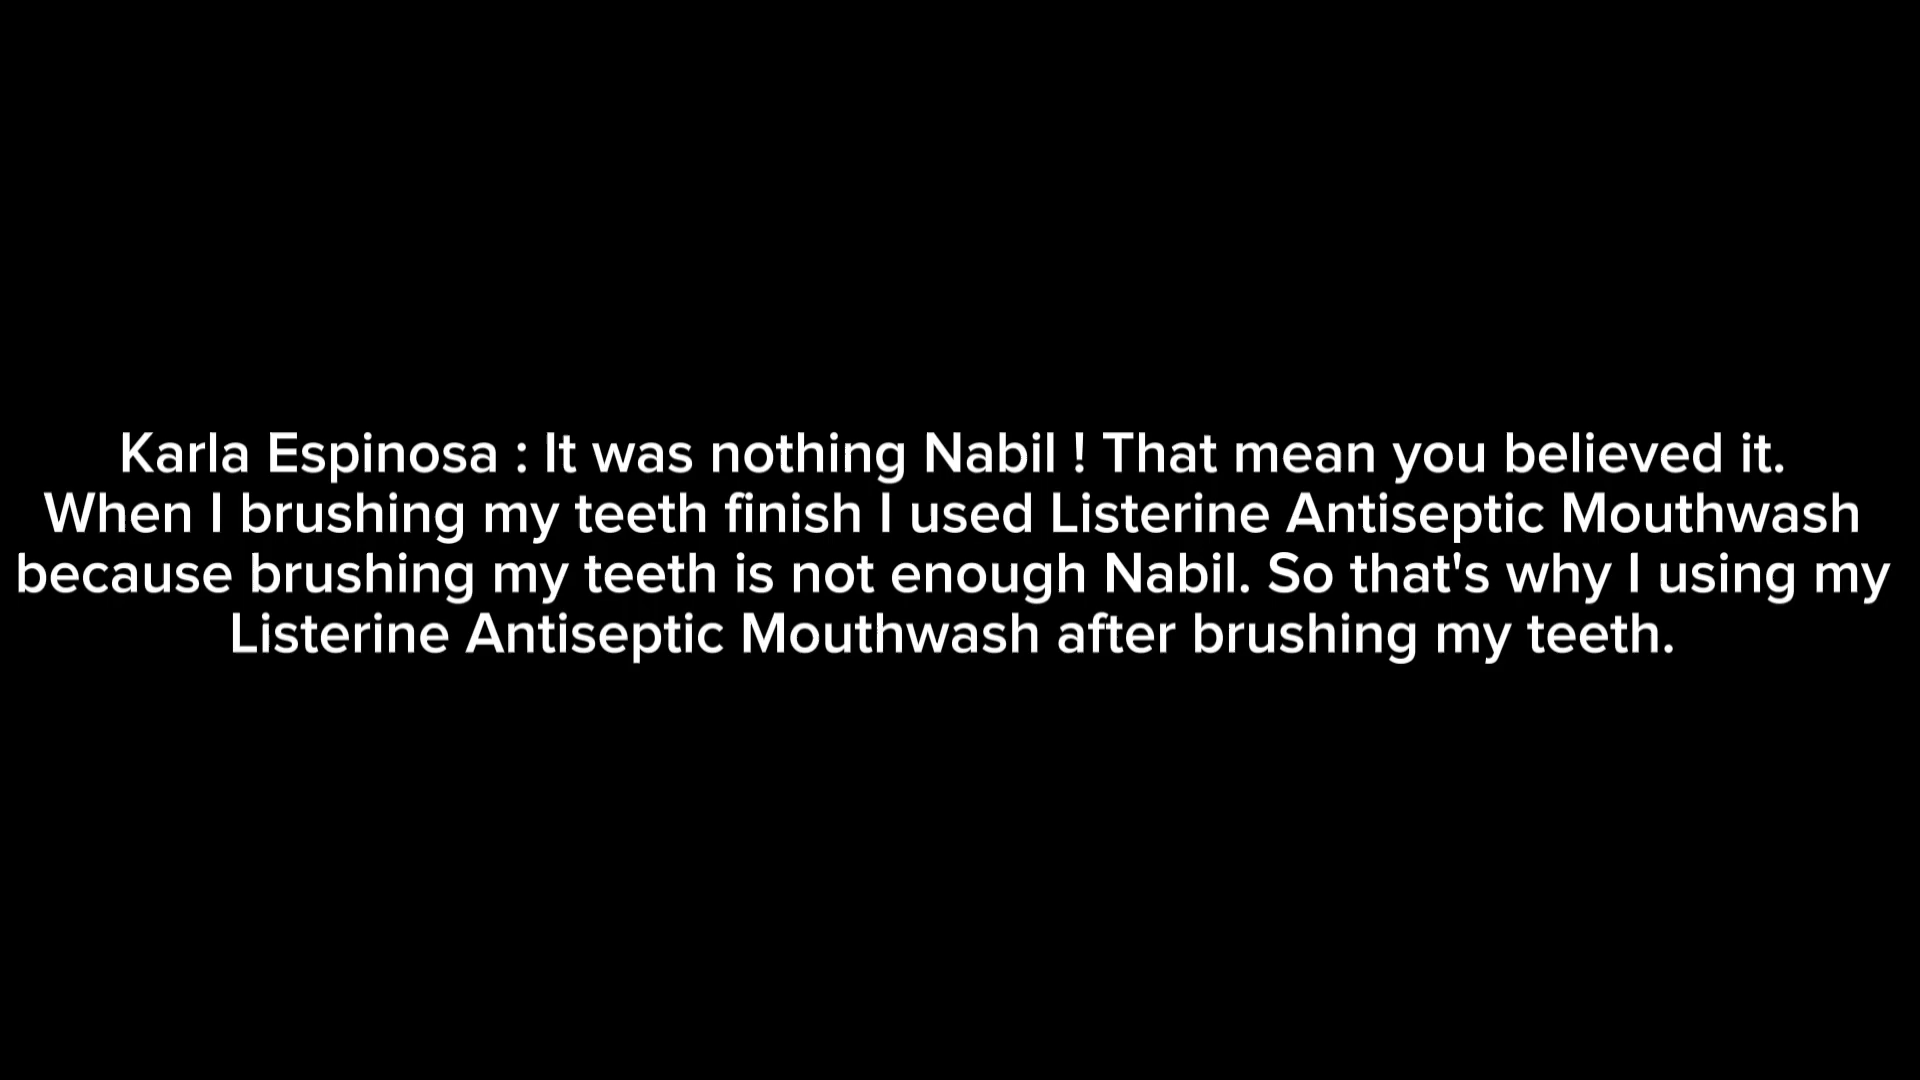 Karla Espinosa : It was nothing Nabil ! That mean you believed it.
When I brushing my teeth finish I used Listerine Antiseptic Mouthwash
because brushing my teeth is not enough Nabil. So that's why I using my
Listerine Antiseptic Mouthwash after brushing my teeth.